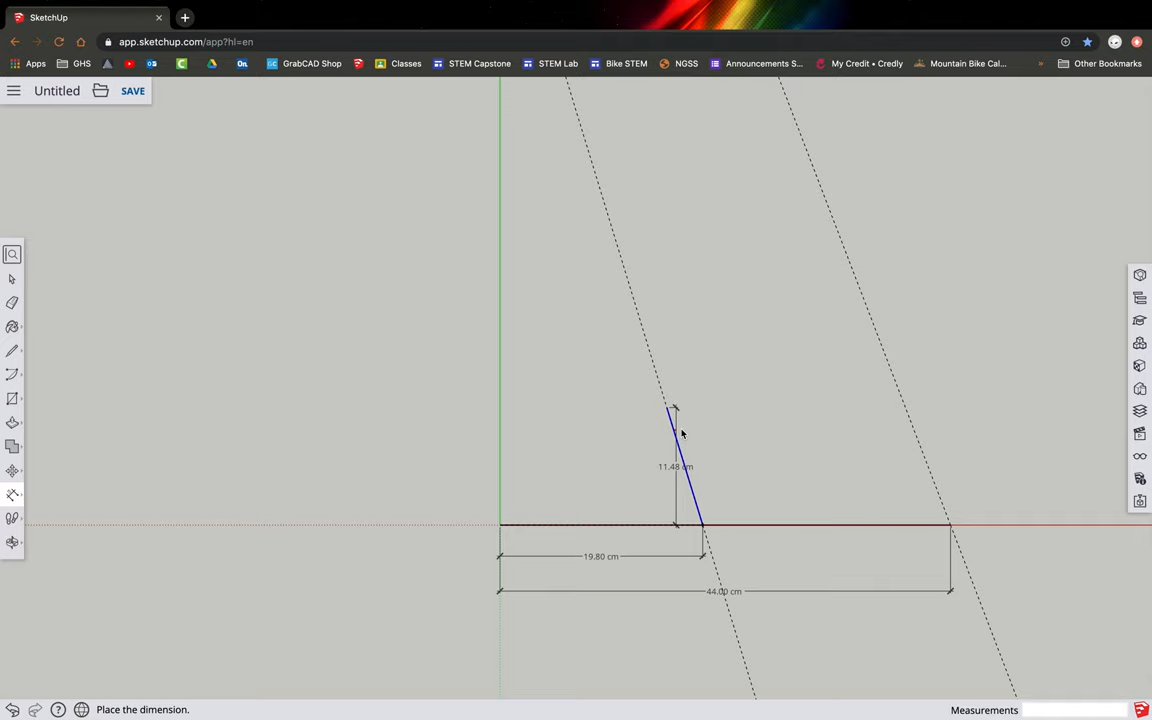 SketchUp
app.sketchup.com/app?hl=en
Apps GHS GrabCAD Shop Classes STEM Capstone STEM Lab Bike STEM NGSS Announcements S... My Credit • Credly Mountain Bike Cal... » Other Bookmarks
Untitled SAVE
11.48 cm
19.80 cm
44.00 cm
Place the dimension. Measurements